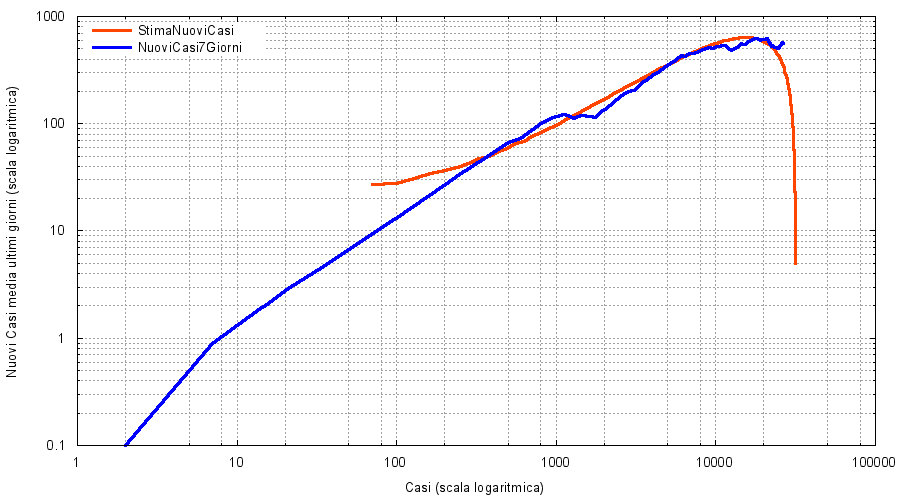 1000
100
10
1
0.1
Nuovi Casi media ultimi giorni (scala logaritmica)
StimaNuoviCasi
NuoviCasi7Giorni
1 10 100 1000 10000 100000
Casi (scala logaritmica)